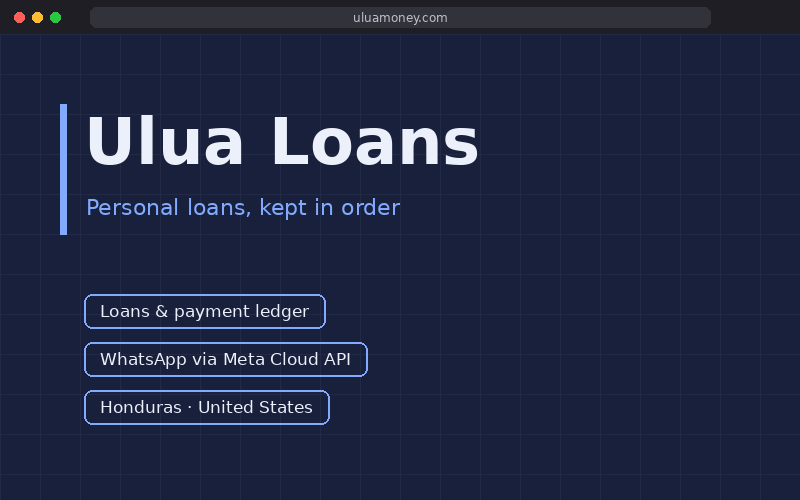 uluamoney.com
Ulua Loans
Personal loans, kept in order
Loans & payment ledger
WhatsApp via Meta Cloud API
Honduras · United States